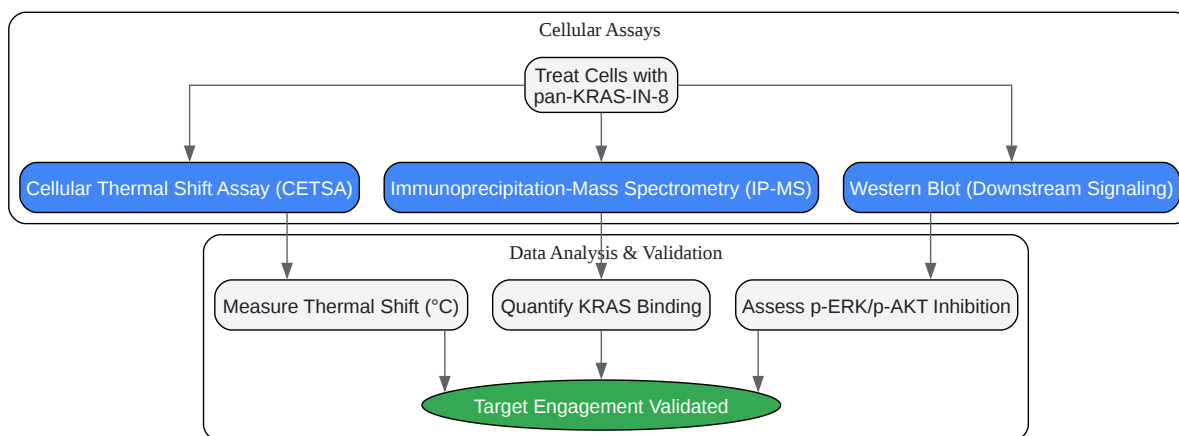 Cellular Assays
Treat Cells with
pan-KRAS-IN-8
Cellular Thermal Shift Assay (CETSA)
Immunoprecipitation-Mass Spectrometry (IP-MS)
Western Blot (Downstream Signaling)
Data Analysis & Validation
Measure Thermal Shift (°C)
Quantify KRAS Binding
Assess p-ERK/p-AKT Inhibition
Target Engagement Validated